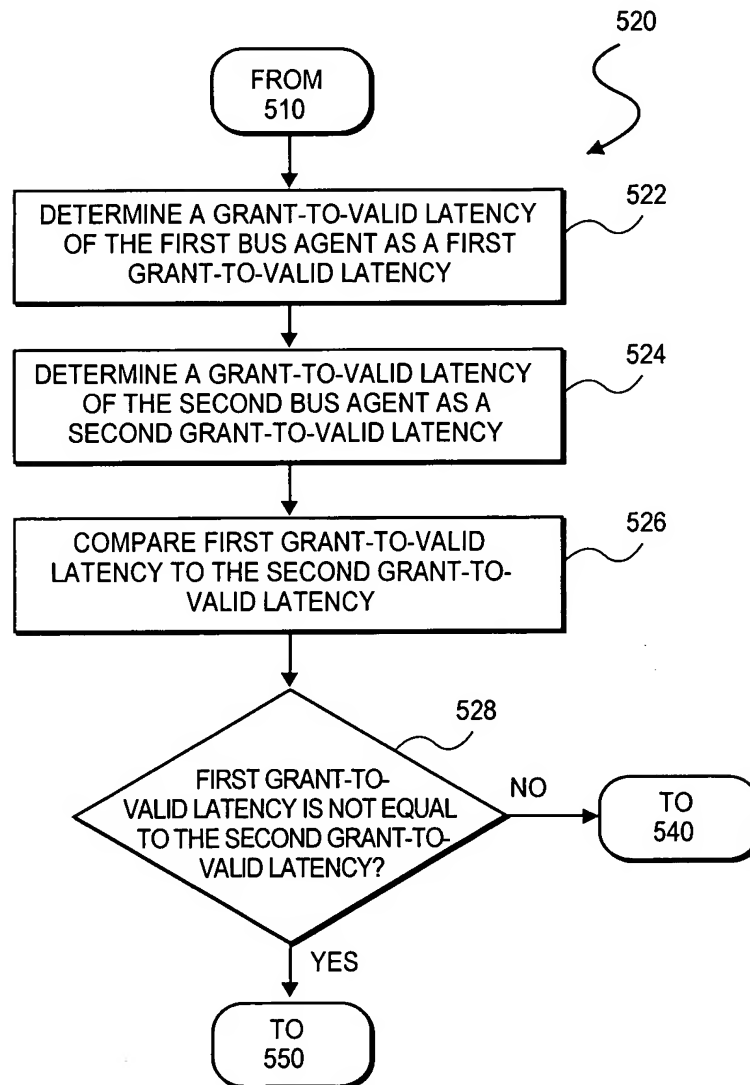 520
FROM
510
DETERMINE A GRANT-TO-VALID LATENCY
OF THE FIRST BUS AGENT AS A FIRST
GRANT-TO-VALID LATENCY
522
DETERMINE A GRANT-TO-VALID LATENCY
OF THE SECOND BUS AGENT AS A
SECOND GRANT-TO-VALID LATENCY
524
COMPARE FIRST GRANT-TO-VALID
LATENCY TO THE SECOND GRANT-TO-
VALID LATENCY
526
528
FIRST GRANT-TO-
VALID LATENCY IS NOT EQUAL
TO THE SECOND GRANT-TO-
VALID LATENCY?
NO
TO
540
YES
TO
550